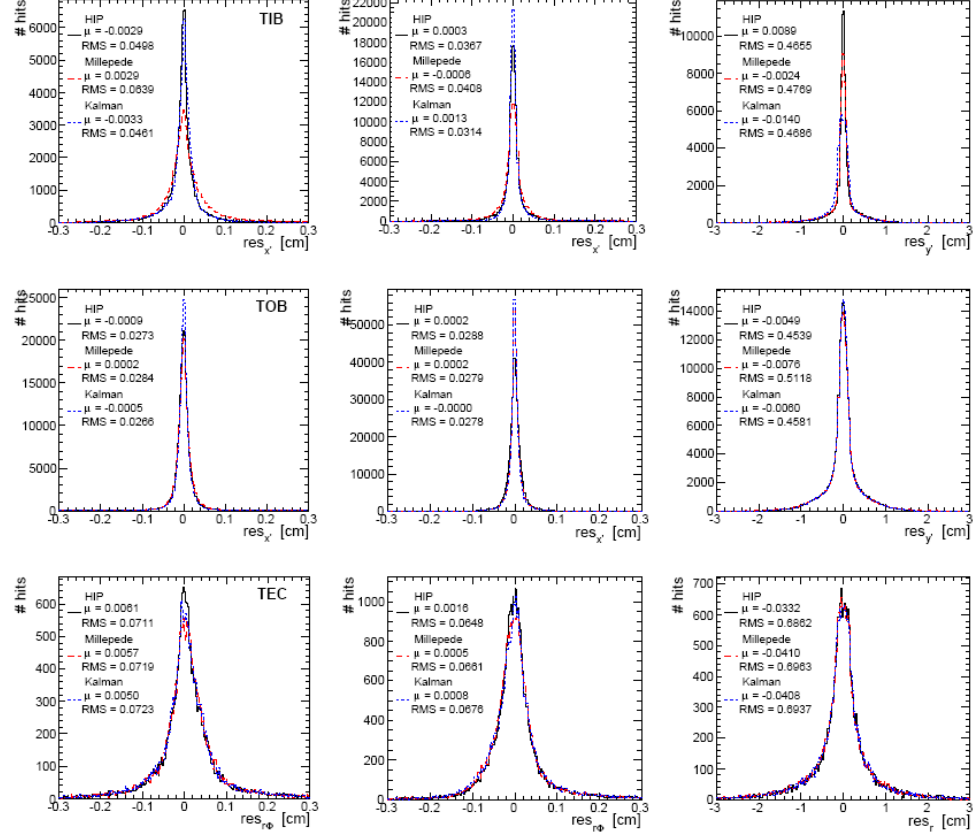 TIB
# hits
HIP
μ = -0.0029
RMS = 0.0498
Millepede
μ = 0.0029
RMS = 0.0639
Kalman
μ = -0.0033
RMS = 0.0461
6000
5000
4000
3000
2000
1000
0
-0.3 -0.2 -0.1 0 0.1 0.2 0.3
res_x' [cm]
# hits
HIP
μ = 0.0003
RMS = 0.0367
Millepede
μ = -0.0006
RMS = 0.0408
Kalman
μ = 0.0013
RMS = 0.0314
22000
20000
18000
16000
14000
12000
10000
8000
6000
4000
2000
0
-0.3 -0.2 -0.1 0 0.1 0.2 0.3
res_x' [cm]
# hits
HIP
μ = 0.0089
RMS = 0.4655
Millepede
μ = -0.0024
RMS = 0.4769
Kalman
μ = -0.0140
RMS = 0.4686
10000
8000
6000
4000
2000
0
-3 -2 -1 0 1 2 3
res_y' [cm]
TOB
# hits
HIP
μ = -0.0009
RMS = 0.0273
Millepede
μ = 0.0002
RMS = 0.0284
Kalman
μ = -0.0005
RMS = 0.0266
25000
20000
15000
10000
5000
0
-0.3 -0.2 -0.1 0 0.1 0.2 0.3
res_x' [cm]
# hits
HIP
μ = 0.0002
RMS = 0.0288
Millepede
μ = 0.0002
RMS = 0.0279
Kalman
μ = -0.0000
RMS = 0.0278
50000
40000
30000
20000
10000
0
-0.3 -0.2 -0.1 0 0.1 0.2 0.3
res_x' [cm]
# hits
HIP
μ = -0.0049
RMS = 0.4539
Millepede
μ = -0.0076
RMS = 0.5118
Kalman
μ = -0.0060
RMS = 0.4581
14000
12000
10000
8000
6000
4000
2000
0
-3 -2 -1 0 1 2 3
res_y' [cm]
TEC
# hits
HIP
μ = 0.0061
RMS = 0.0711
Millepede
μ = 0.0057
RMS = 0.0719
Kalman
μ = 0.0050
RMS = 0.0723
600
500
400
300
200
100
0
-0.3 -0.2 -0.1 0 0.1 0.2 0.3
res_rΦ [cm]
# hits
HIP
μ = 0.0016
RMS = 0.0648
Millepede
μ = 0.0005
RMS = 0.0661
Kalman
μ = 0.0008
RMS = 0.0676
1000
800
600
400
200
0
-0.3 -0.2 -0.1 0 0.1 0.2 0.3
res_rΦ [cm]
# hits
HIP
μ = -0.0332
RMS = 0.6862
Millepede
μ = -0.0410
RMS = 0.6963
Kalman
μ = -0.0408
RMS = 0.6937
700
600
500
400
300
200
100
0
-3 -2 -1 0 1 2 3
res_r [cm]